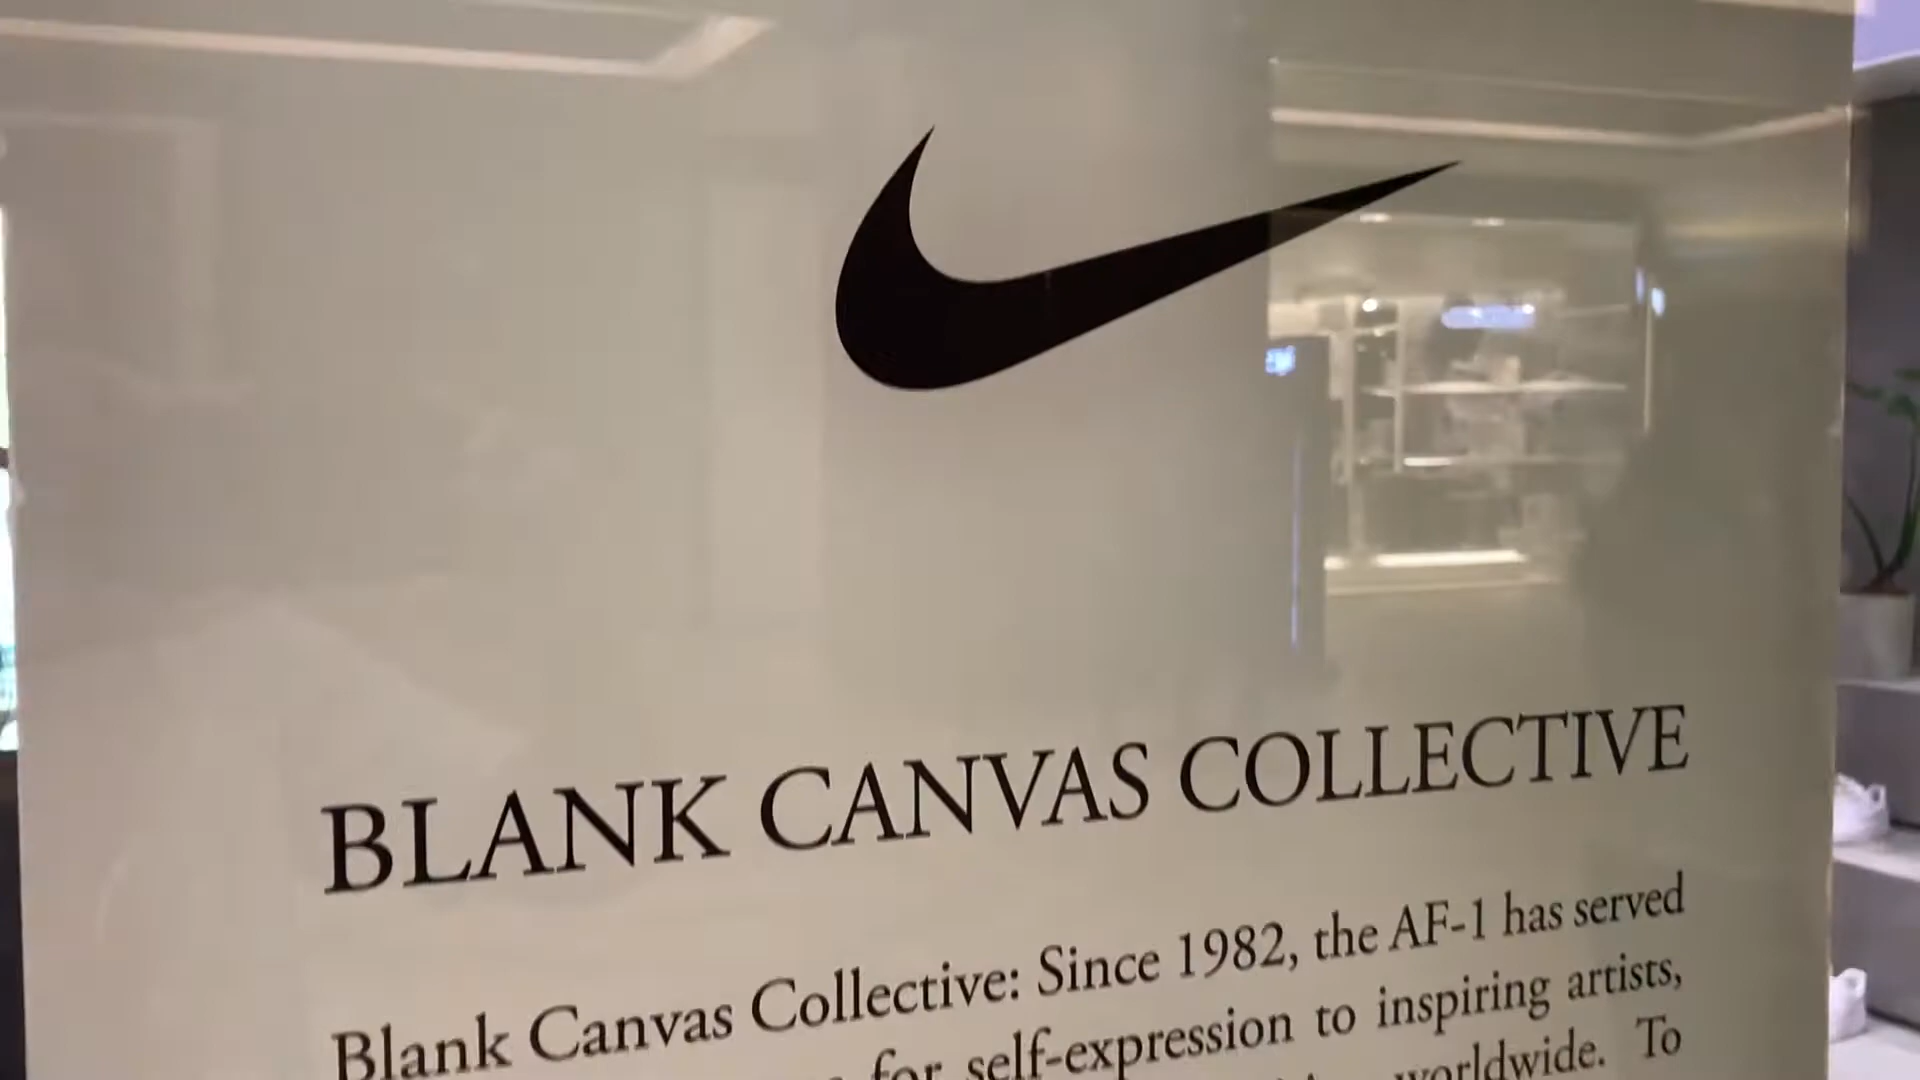 BLANK CANVAS COLLECTIVE
Blank Canvas Collective: Since 1982, the AF-1 has served
for self-expression to inspiring artists,
worldwide. To